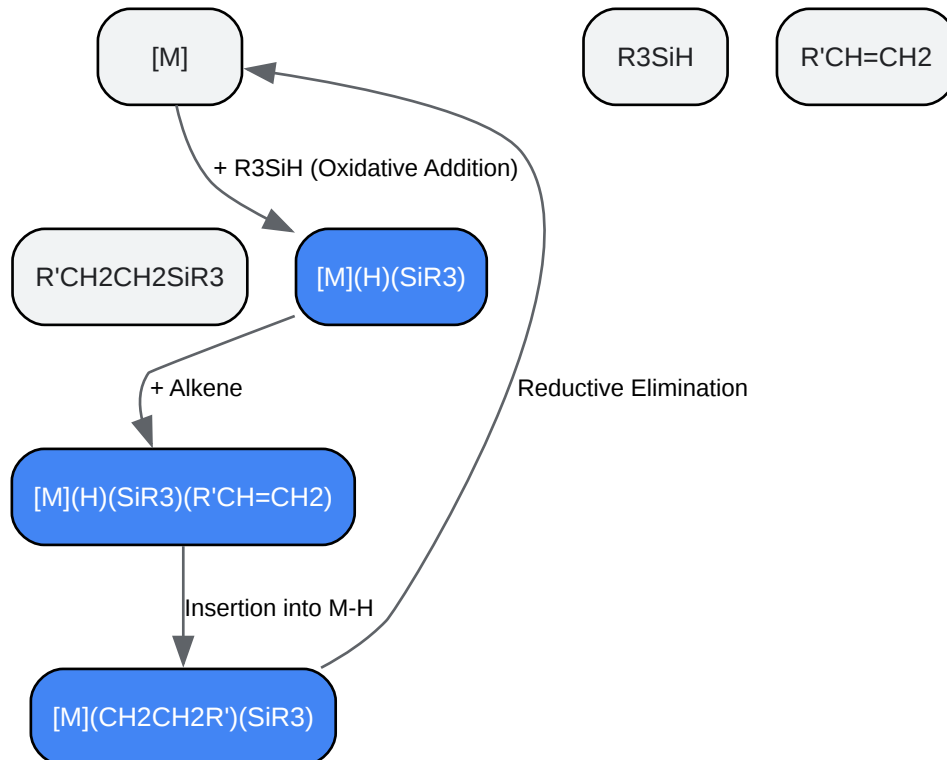 [M]
R3SiH
R'CH=CH2
+ R3SiH (Oxidative Addition)
R'CH2CH2SiR3
[M](H)(SiR3)
+ Alkene
Reductive Elimination
[M](H)(SiR3)(R'CH=CH2)
Insertion into M-H
[M](CH2CH2R')(SiR3)